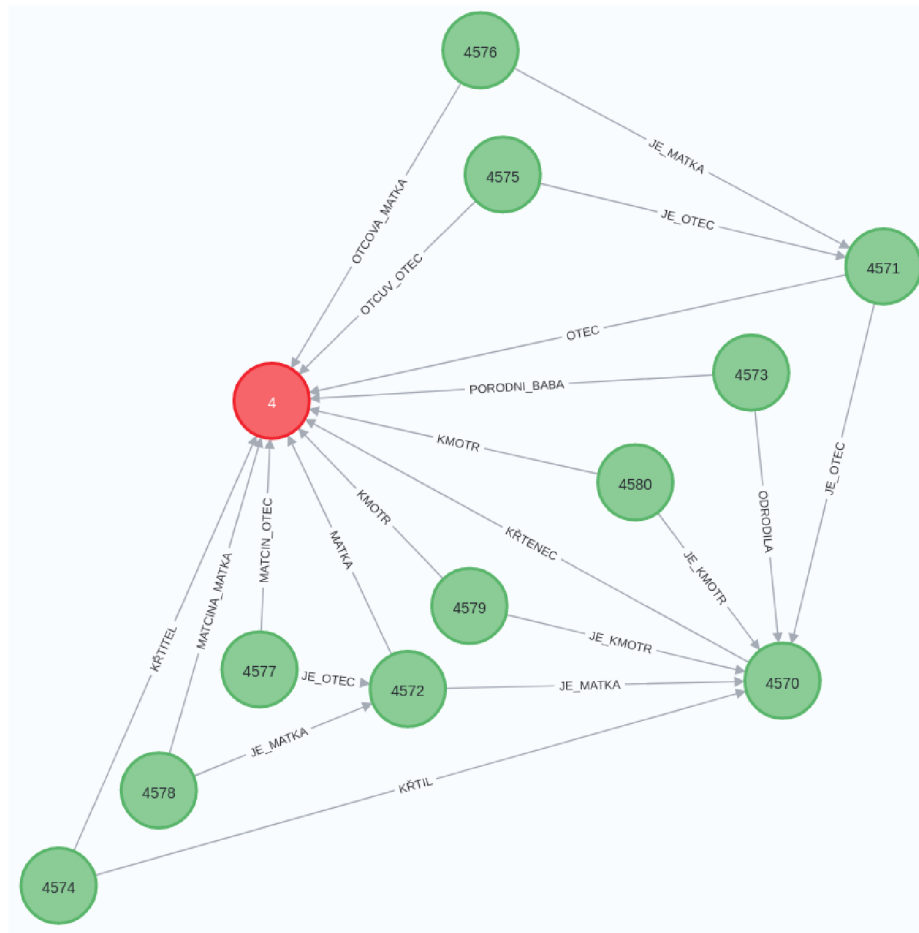 4576
JE_MATKA
4575
OTCOVA_MATKA
JE_OTEC
4571
OTCUV_OTEC
OTEC
4573
PORODNI_BABA
4
KMOTR
4580
JE_OTEC
KMOTR
ODRODILA
KŘTENEC
MATKA
MATCIN_OTEC
JE_KMOTR
MATCINA_MATKA
4579
KŘTITEL
JE_KMOTR
4577
JE_OTEC
4572
JE_MATKA
4570
JE_MATKA
4578
KŘTIL
4574